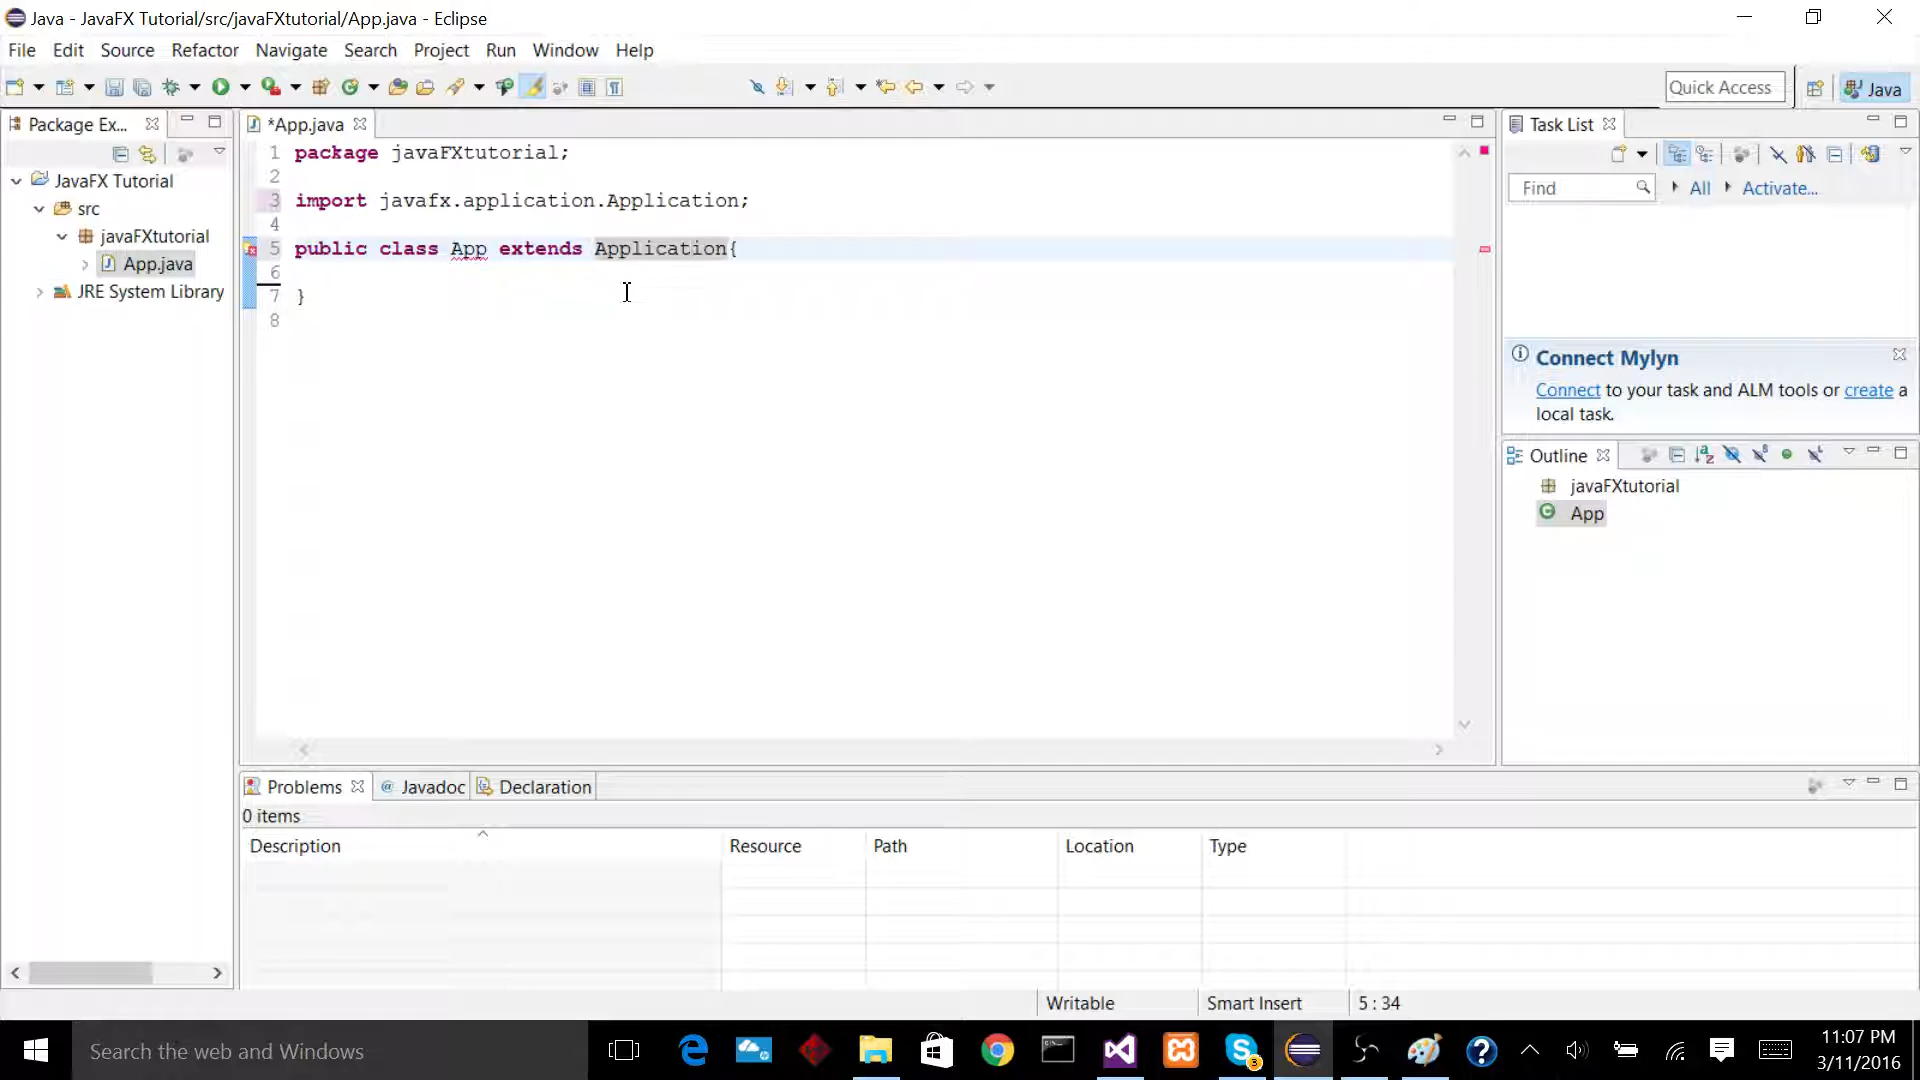 Java - JavaFX Tutorial/src/javaFXtutorial/App.java - Eclipse
File Edit Source Refactor Navigate Search Project Run Window Help
Quick Access
Java
Package Ex...
*App.java
Task List
1 package javaFXtutorial;
2
3 import javafx.application.Application;
4
5 public class App extends Application{
6
7 }
8
JavaFX Tutorial
src
javaFXtutorial
App.java
JRE System Library
Find
All
Activate...
Connect Mylyn
Connect to your task and ALM tools or create a
local task.
Outline
javaFXtutorial
App
Problems @ Javadoc Declaration
0 items
Description Resource Path Location Type
Writable Smart Insert 5 : 34
Search the web and Windows
3
11:07 PM
3/11/2016